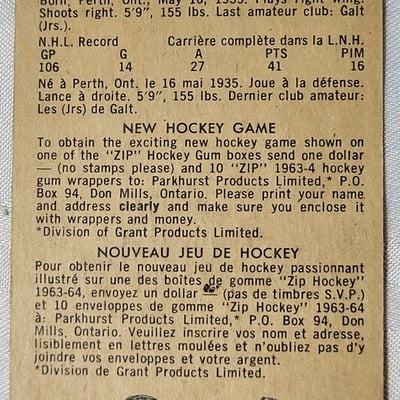 Born, Perth, Ont., May 16, 1935. Plays right wing.
Shoots right. 5'9", 155 lbs. Last amateur club: Galt
(Jrs.).
N.H.L. Record Carrière complète dans la L.N.H.
GP G A PTS PIM
106 14 27 41 16
Né à Perth, Ont. le 16 mai 1935. Joue à la défense.
Lance à droite. 5'9", 155 lbs. Dernier club amateur:
Les (Jrs) de Galt.
NEW HOCKEY GAME
To obtain the exciting new hockey game shown on
one of the "ZIP" Hockey Gum boxes send one dollar
— (no stamps please) and 10 "ZIP" 1963-4 hockey
gum wrappers to: Parkhurst Products Limited,* P.O.
Box 94, Don Mills, Ontario. Please print your name
and address clearly and make sure you enclose it
with wrappers and money.
*Division of Grant Products Limited.
NOUVEAU JEU DE HOCKEY
Pour obtenir le nouveau jeu de hockey passionnant
illustré sur une des boîtes de gomme "Zip Hockey"
1963-64, envoyez un dollar — (pas de timbres S.V.P.)
et 10 enveloppes de gomme "Zip Hockey" 1963-64
à: Parkhurst Products Limited,* P.O. Box 94, Don
Mills, Ontario. Veuillez inscrire vos nom et adresse,
lisiblement en lettres moulées et n'oubliez pas d'y
joindre vos enveloppes et votre argent.
*Division de Grant Products Limited.